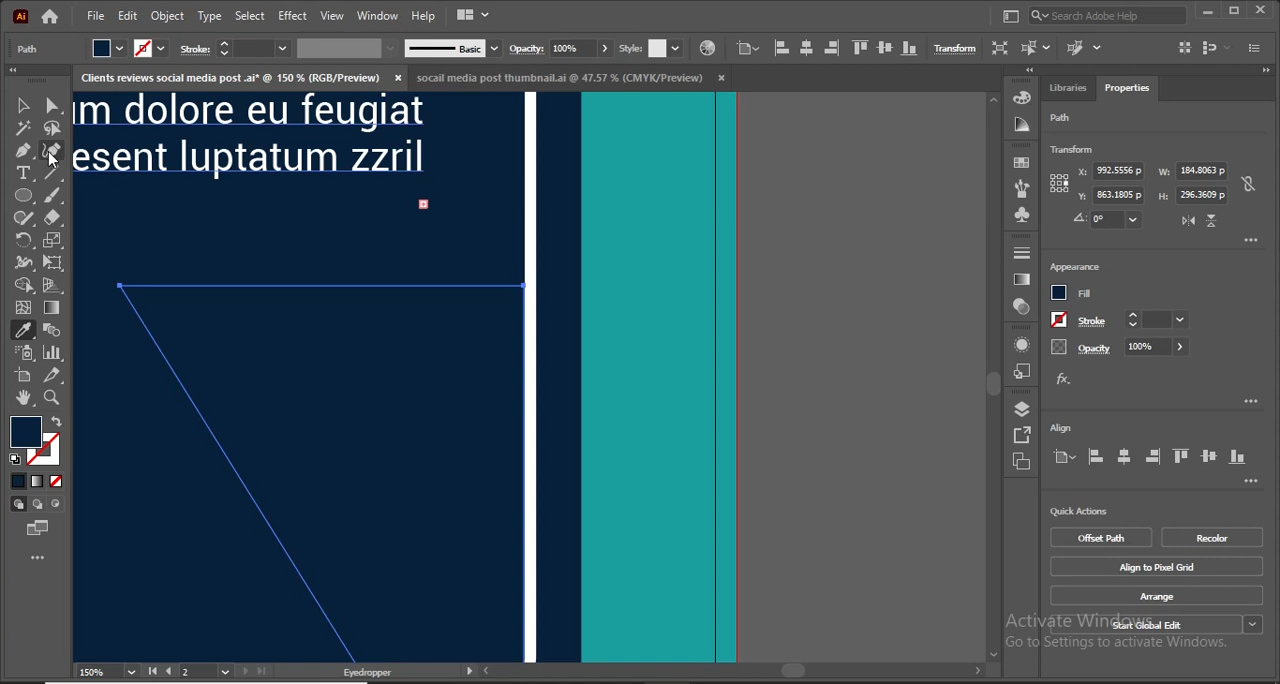 Ai File Edit Object Type Select Effect View Window Help Search Adobe Help
Path Stroke: Basic Opacity: 100% Style: Transform
Clients reviews social media post .ai* @ 150 % (RGB/Preview) × socail media post thumbnail.ai @ 47.57 % (CMYK/Preview) ×
Libraries Properties
um dolore eu feugiat
esent luptatum zzril
Path
Transform
X: 992.5556 p W: 184.8063 p
Y: 863.1805 p H: 296.3609 p
0°
Appearance
Fill
Stroke
Opacity 100%
fx.
Align
Quick Actions
Offset Path Recolor
Align to Pixel Grid
Arrange
Start Global Edit
Activate Windows
Go to Settings to activate Windows.
150% 2 Eyedropper